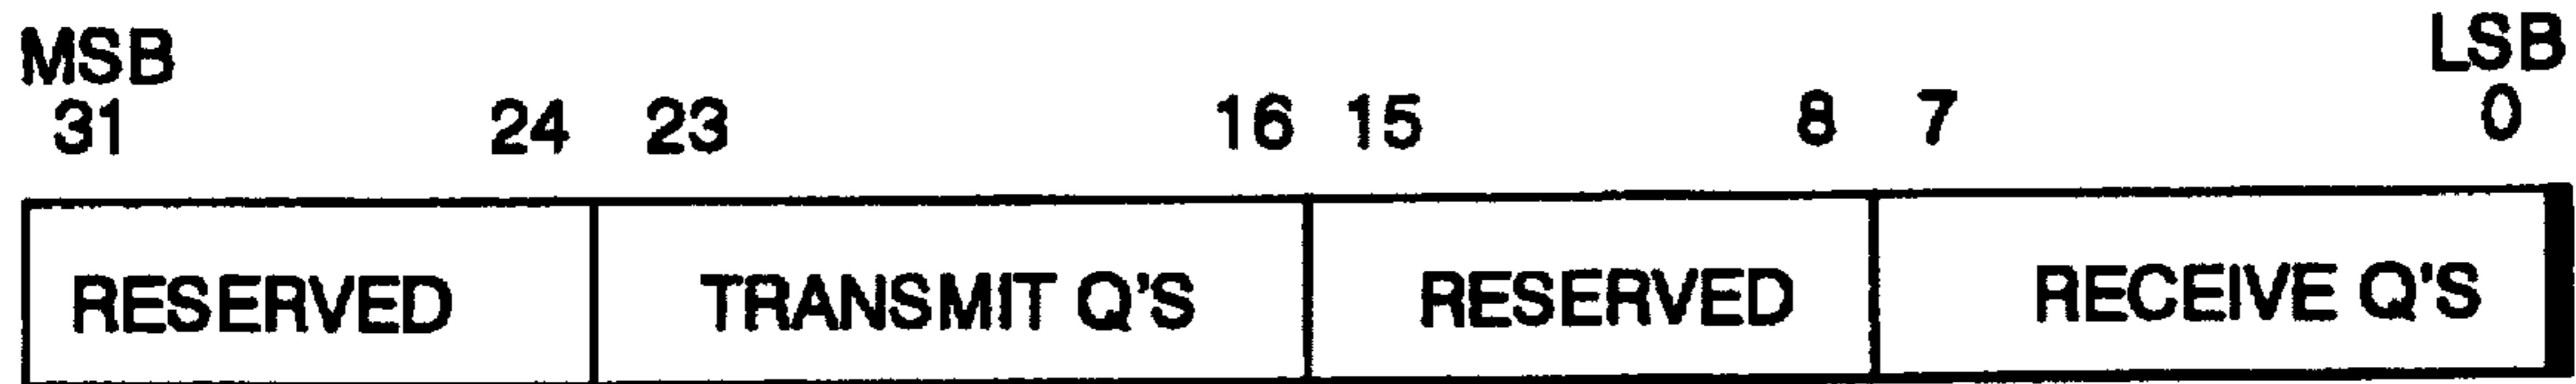 MSB LSB
31 24 23 16 15 8 7 0
RESERVED TRANSMIT Q'S RESERVED RECEIVE Q'S